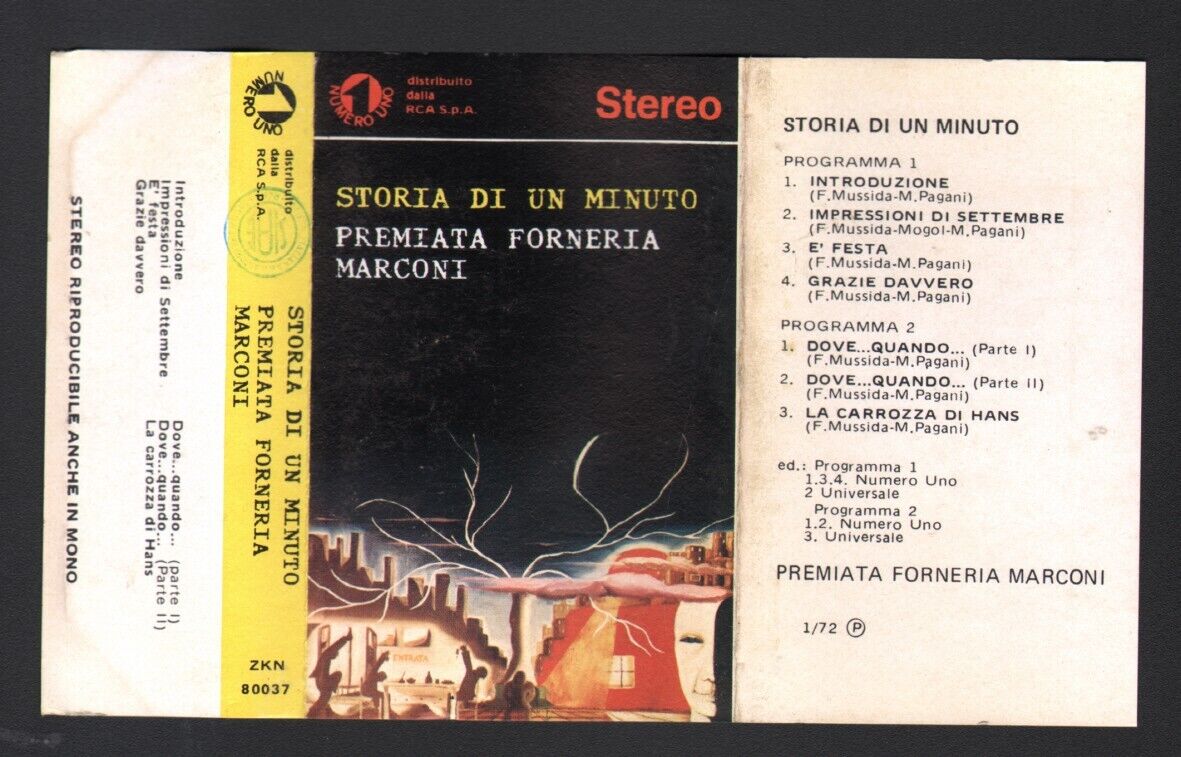 Introduzione
Impressioni di Settembre
E' festa
Grazie davvero
Dove...quando... (parte I)
Dove...quando... (Parte II)
La carrozza di Hans
STEREO RIPRODUCIBILE ANCHE IN MONO
NUMERO UNO
1
distribuito
dalla
RCA S.p.A.
STORIA DI UN MINUTO
PREMIATA FORNERIA
MARCONI
ZKN
80037
NUMERO UNO
1
distribuito
dalla
RCA S.p.A.
Stereo
STORIA DI UN MINUTO
PREMIATA FORNERIA
MARCONI
ENTRATA
STORIA DI UN MINUTO
PROGRAMMA 1
1. INTRODUZIONE
(F.Mussida-M.Pagani)
2. IMPRESSIONI DI SETTEMBRE
(F.Mussida-Mogol-M.Pagani)
3. E' FESTA
(F.Mussida-M.Pagani)
4. GRAZIE DAVVERO
(F.Mussida-M.Pagani)
PROGRAMMA 2
1. DOVE...QUANDO... (Parte I)
(F.Mussida-M.Pagani)
2. DOVE...QUANDO... (Parte II)
(F.Mussida-M.Pagani)
3. LA CARROZZA DI HANS
(F.Mussida-M.Pagani)
ed.: Programma 1
1.3.4. Numero Uno
2 Universale
Programma 2
1.2. Numero Uno
3. Universale
PREMIATA FORNERIA MARCONI
1/72 Ⓟ